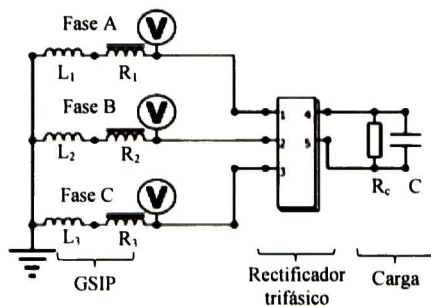 Fase A
V
L1 R1
Fase B
V
1 4
L2 R2
2 5
Fase C
V
3
L3 R3
Rc C
GSIP
Rectificador
trifásico
Carga